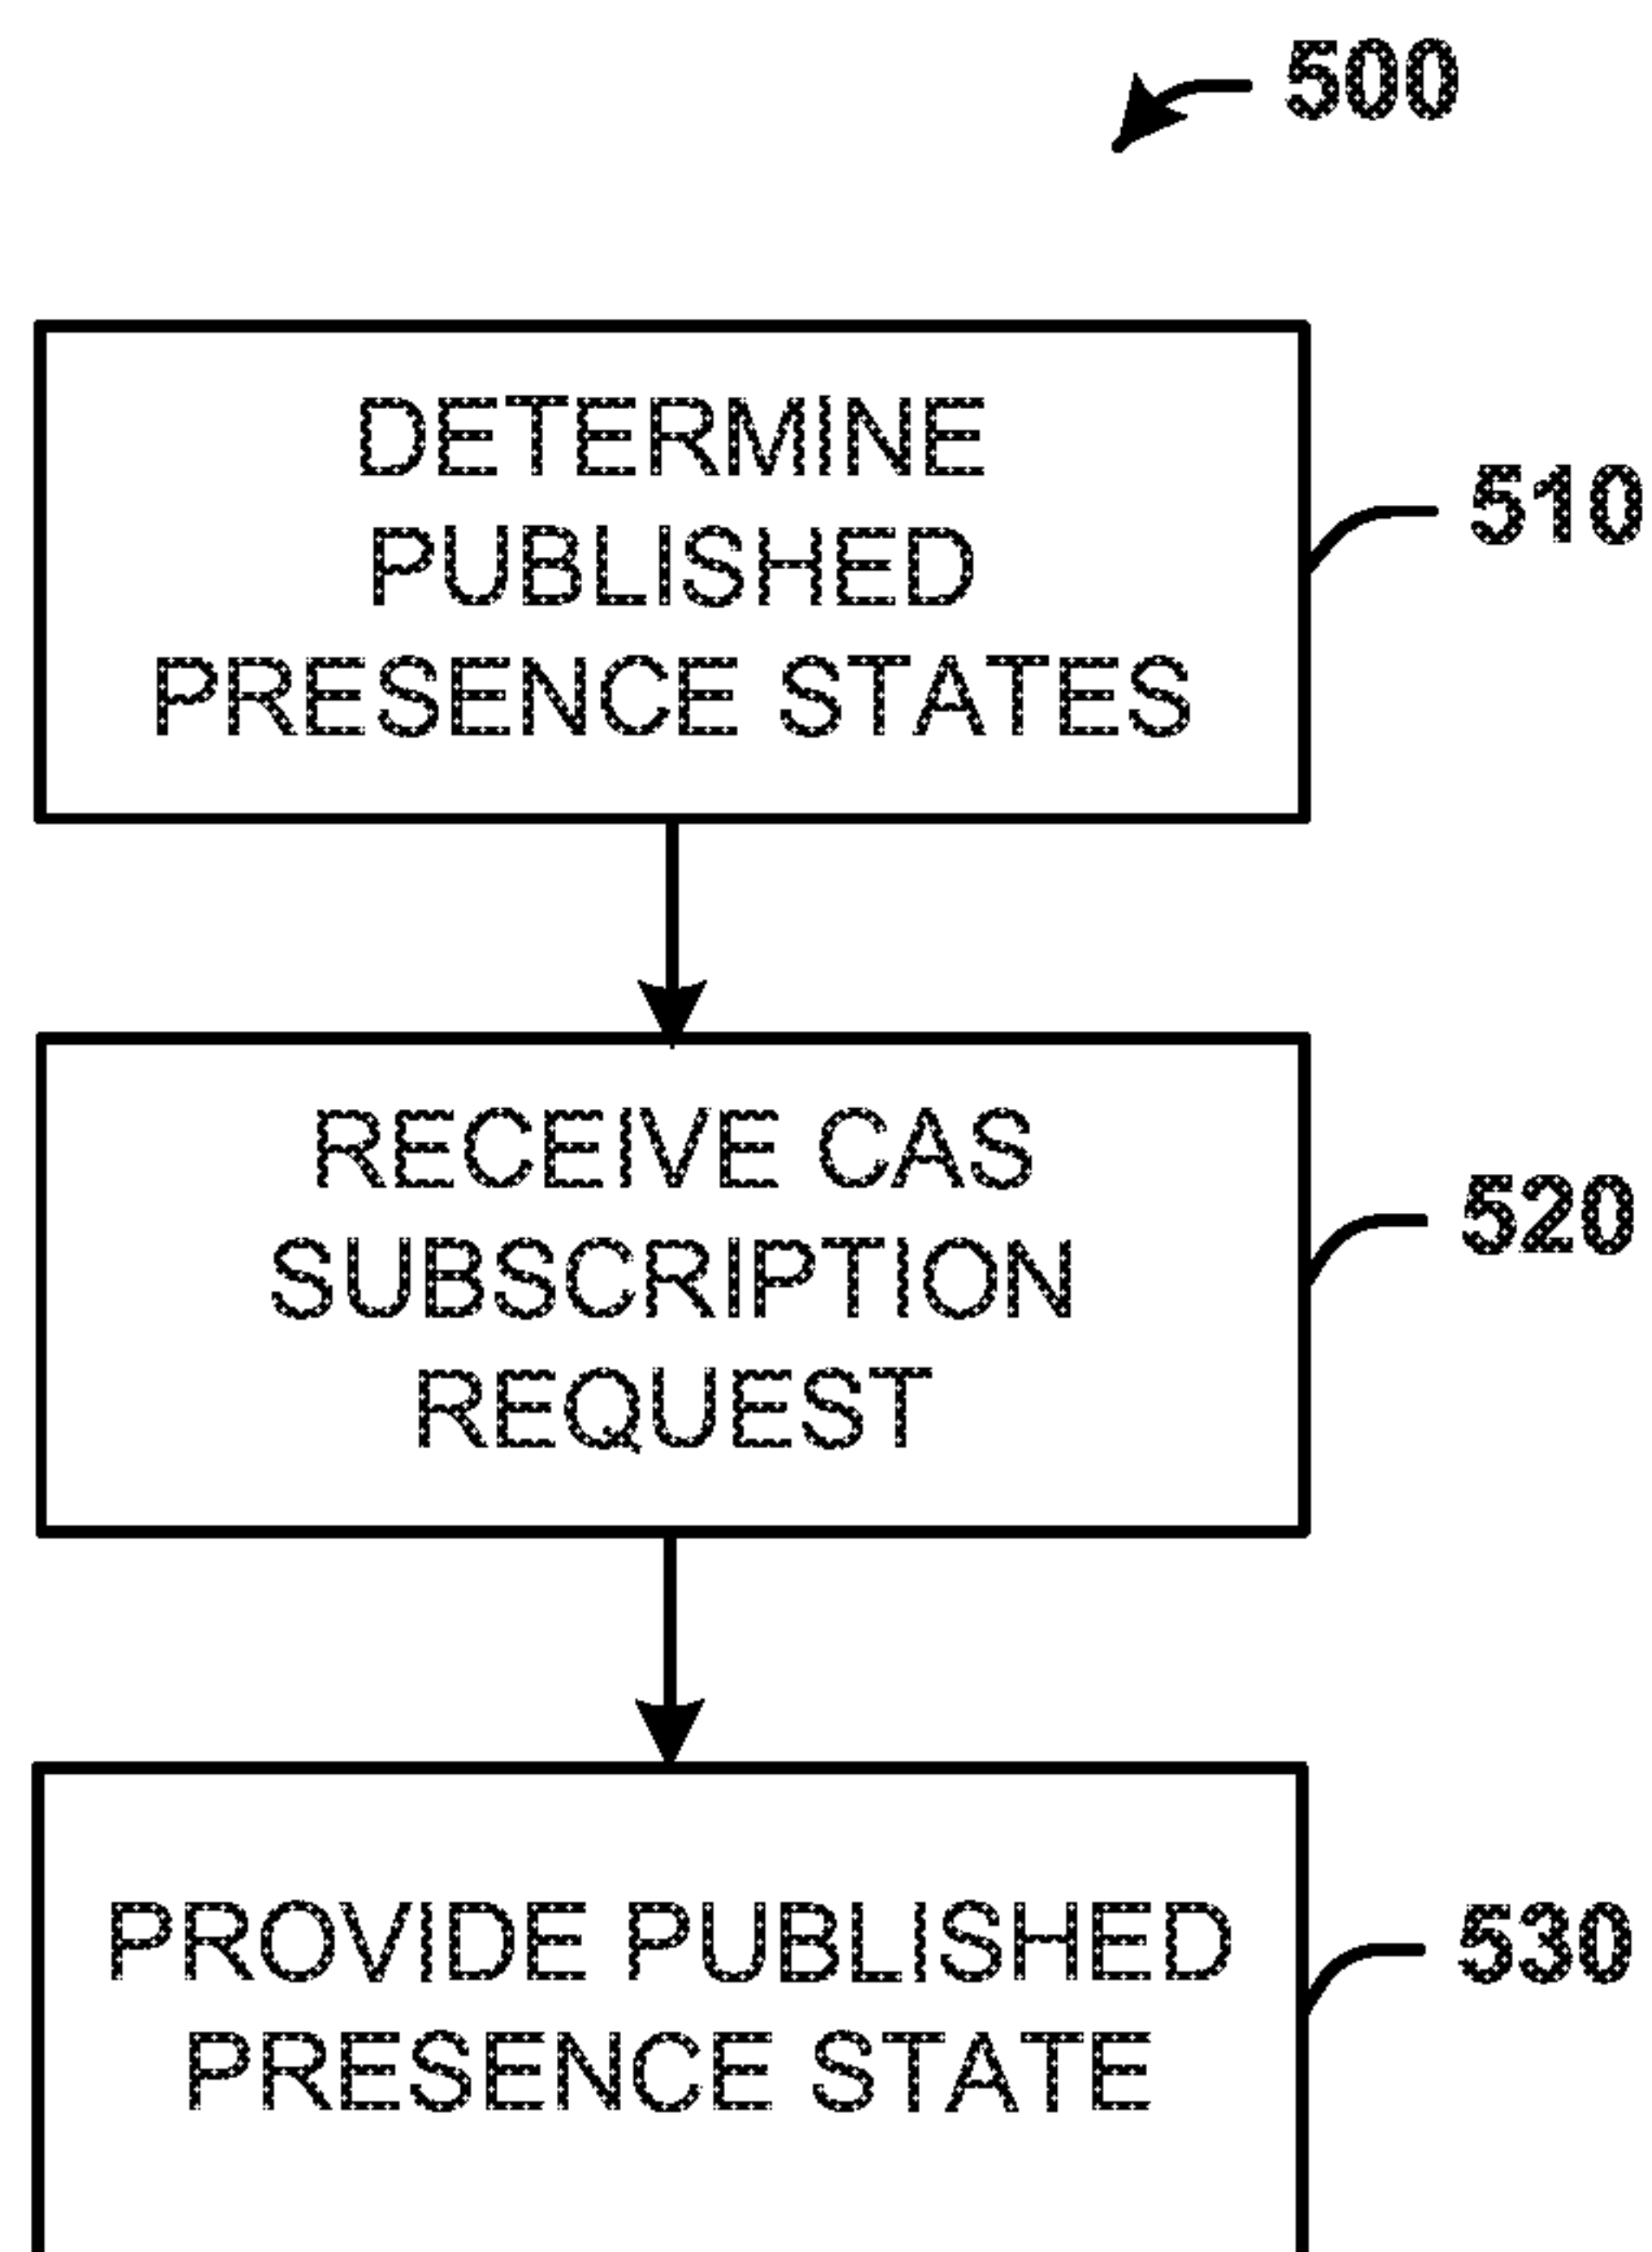 500
DETERMINE
PUBLISHED
PRESENCE STATES
510
RECEIVE CAS
SUBSCRIPTION
REQUEST
520
PROVIDE PUBLISHED
PRESENCE STATE
530